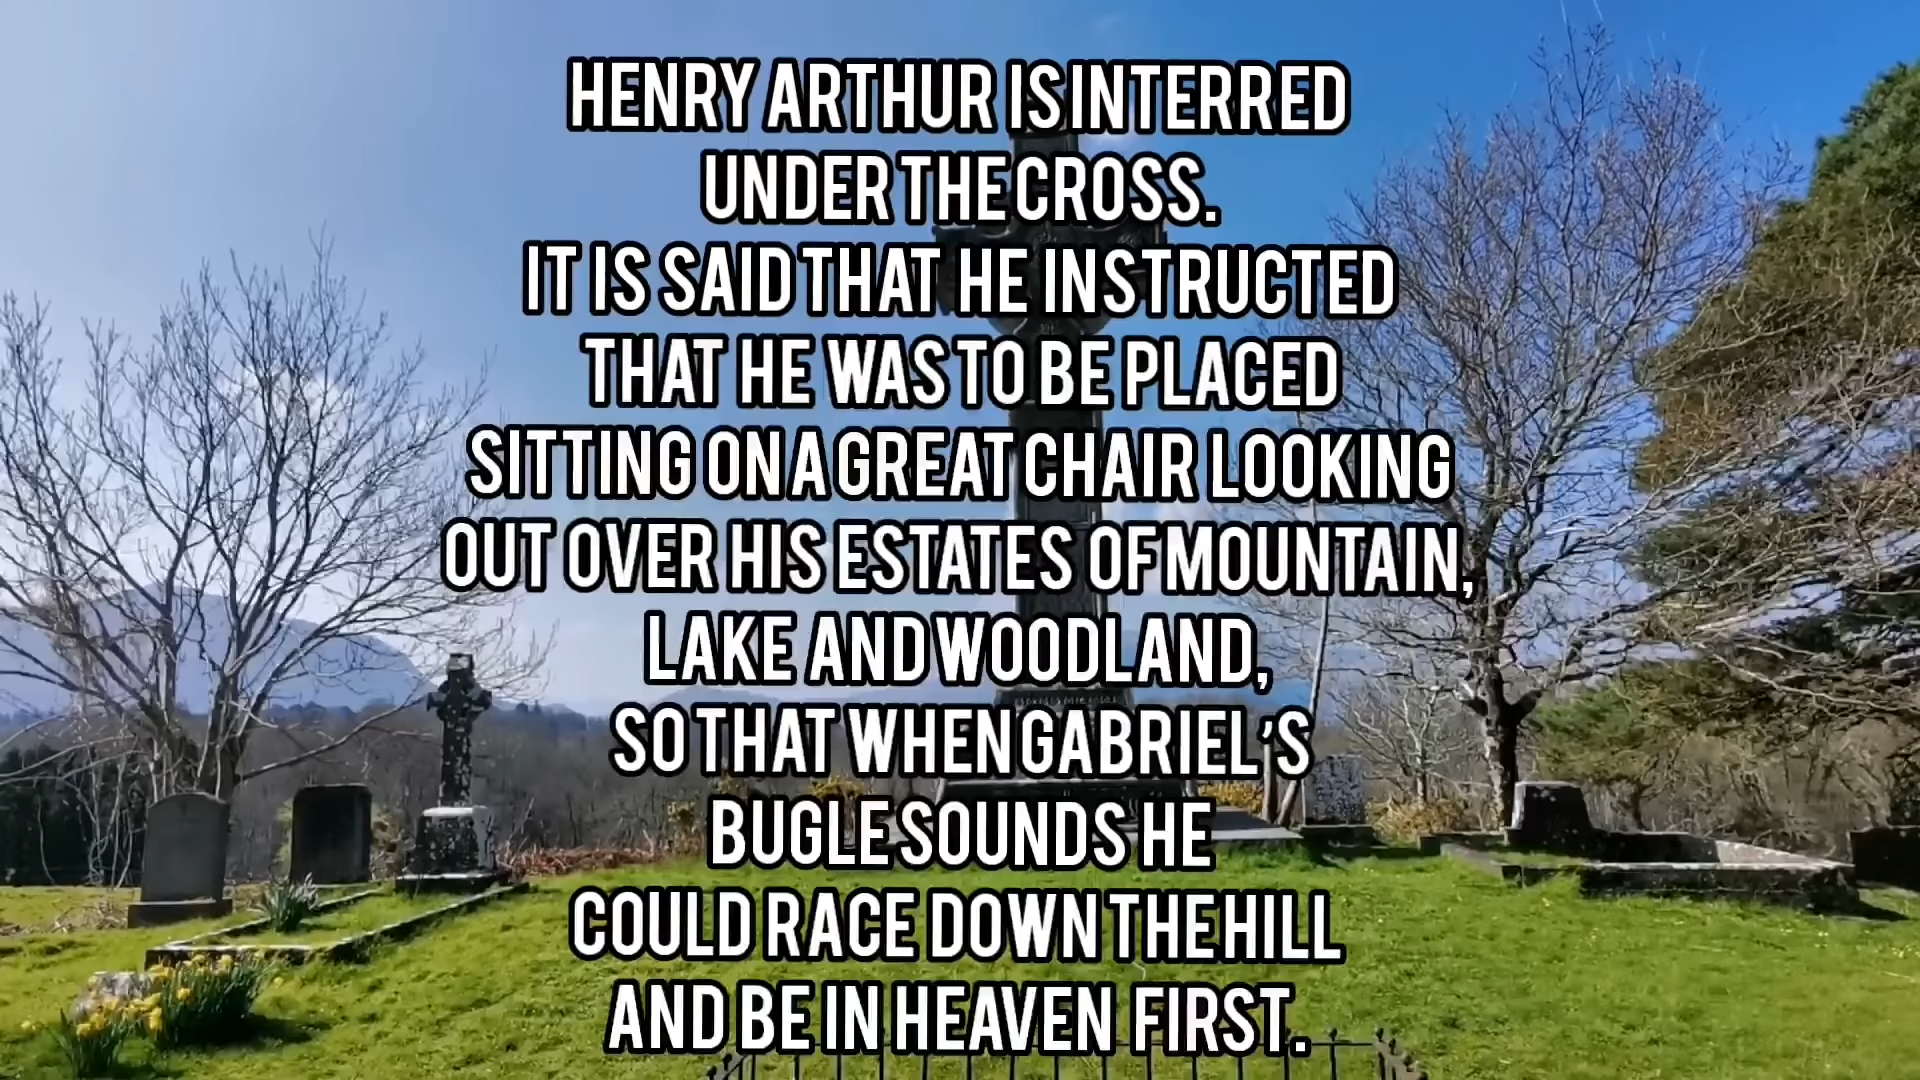 HENRY ARTHUR IS INTERRED
UNDER THE CROSS.
IT IS SAID THAT HE INSTRUCTED
THAT HE WAS TO BE PLACED
SITTING ON A GREAT CHAIR LOOKING
OUT OVER HIS ESTATES OF MOUNTAIN,
LAKE AND WOODLAND,
SO THAT WHEN GABRIEL'S
BUGLE SOUNDS HE
COULD RACE DOWN THE HILL
AND BE IN HEAVEN FIRST.